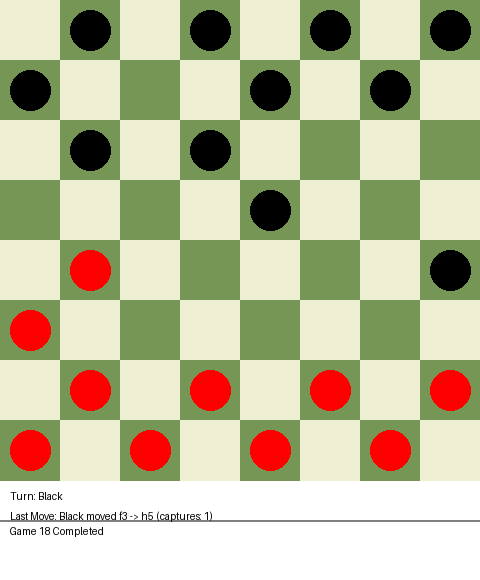 Turn: Black
Last Move: Black moved f3 -> h5 (captures: 1)
Game 18 Completed